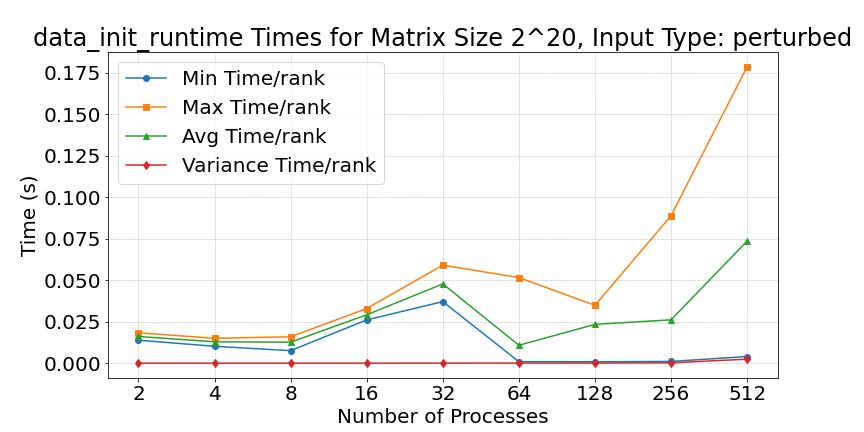 data_init_runtime Times for Matrix Size 2^20, Input Type: perturbed
Min Time/rank
Max Time/rank
Avg Time/rank
Variance Time/rank
Time (s)
0.175
0.150
0.125
0.100
0.075
0.050
0.025
0.000
2 4 8 16 32 64 128 256 512
Number of Processes